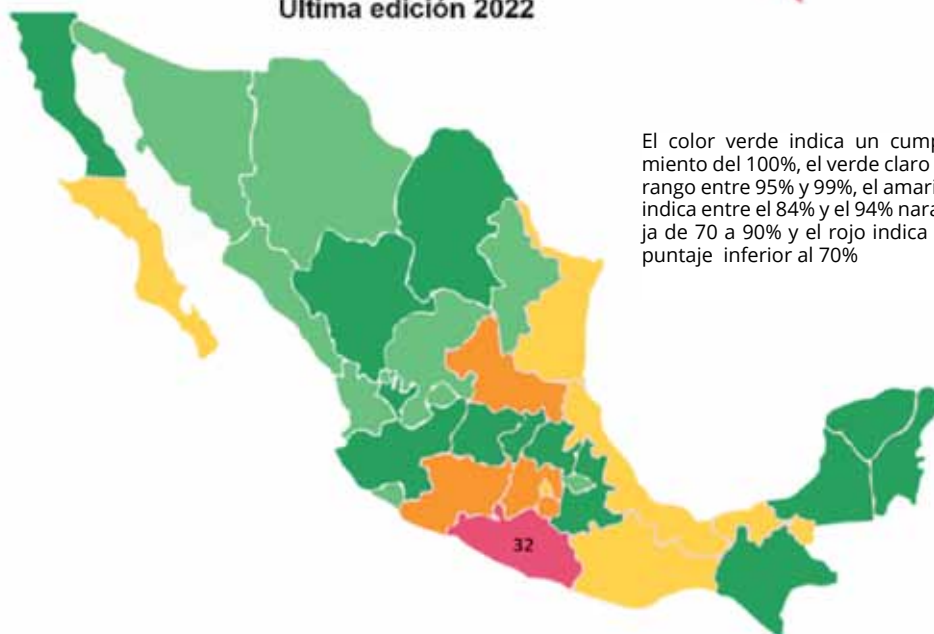 Última edición 2022
El color verde indica un cump
miento del 100%, el verde claro
rango entre 95% y 99%, el amari
indica entre el 84% y el 94% nara
ja de 70 a 90% y el rojo indica
puntaje inferior al 70%
32